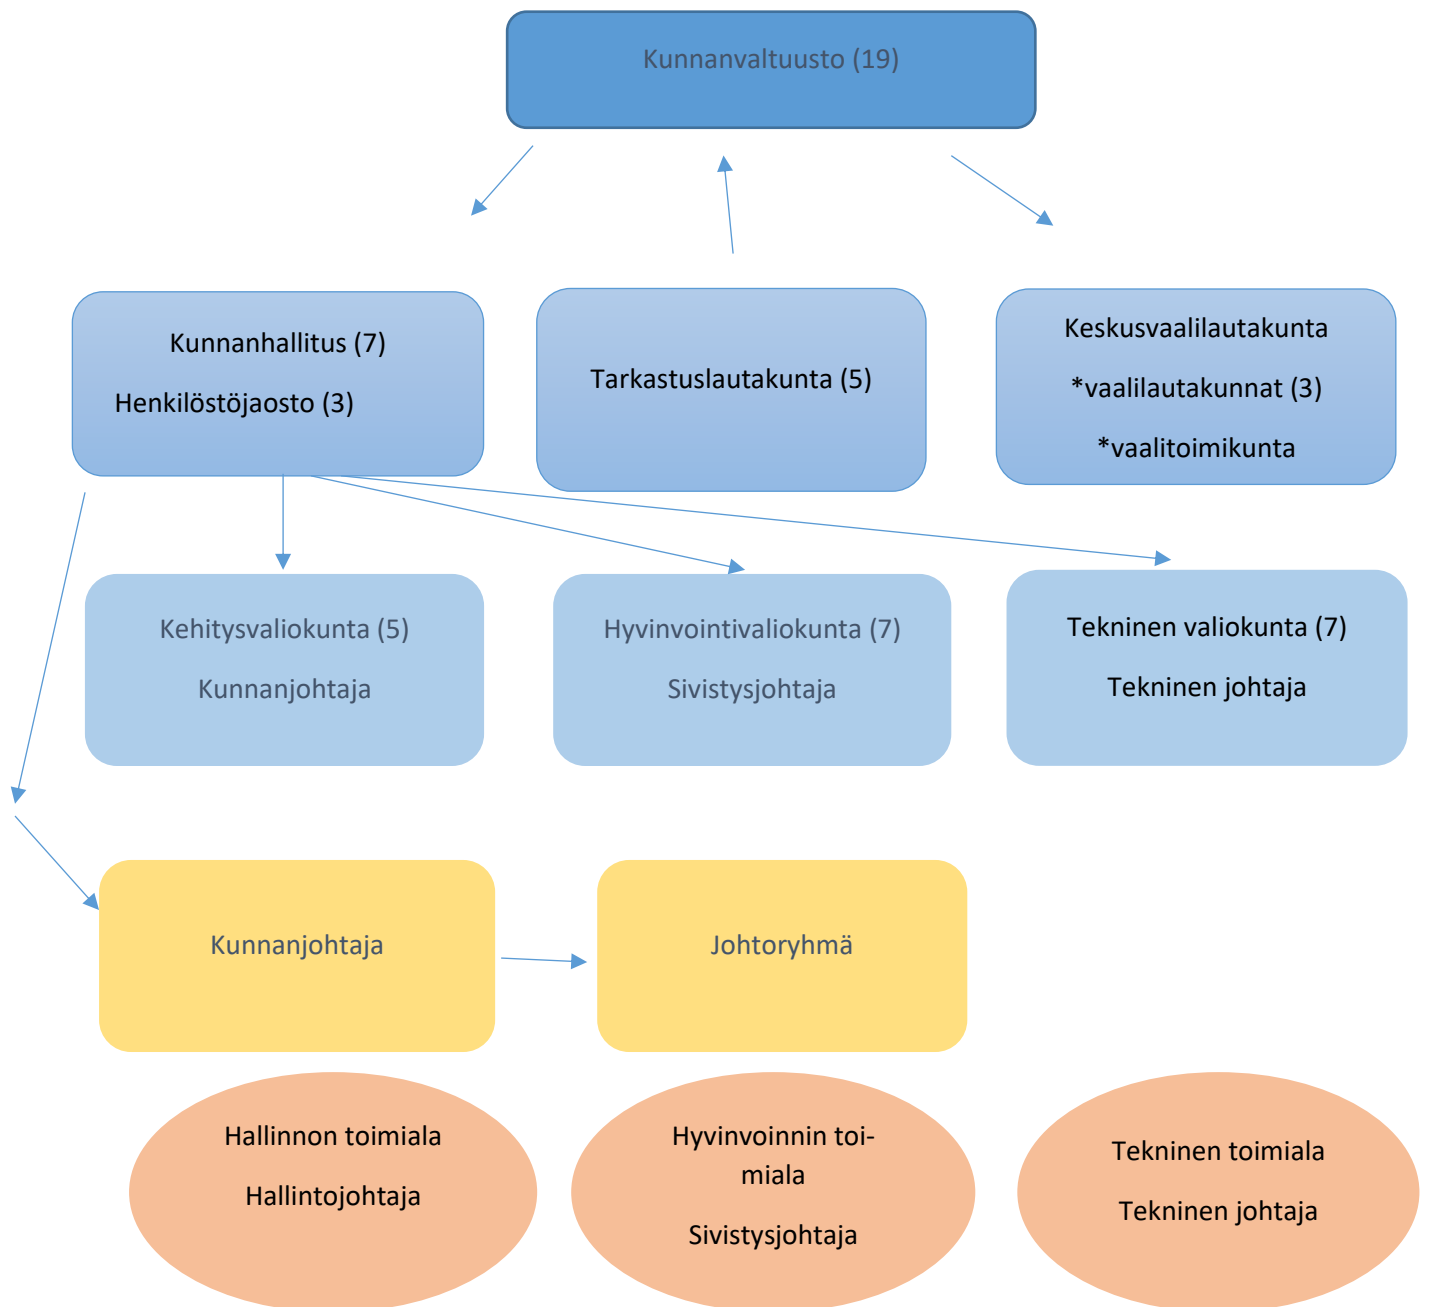 Kunnanvaltuusto (19)
Kunnanhallitus (7)
Henkilöstöjaosto (3)
Tarkastuslautakunta (5)
Keskusvaalilautakunta
*vaalilautakunnat (3)
*vaalitoimikunta
Kehitysvaliokunta (5)
Kunnanjohtaja
Hyvinvointivaliokunta (7)
Sivistysjohtaja
Tekninen valiokunta (7)
Tekninen johtaja
Kunnanjohtaja
Johtoryhmä
Hallinnon toimiala
Hallintojohtaja
Hyvinvoinnin toi-
miala
Sivistysjohtaja
Tekninen toimiala
Tekninen johtaja